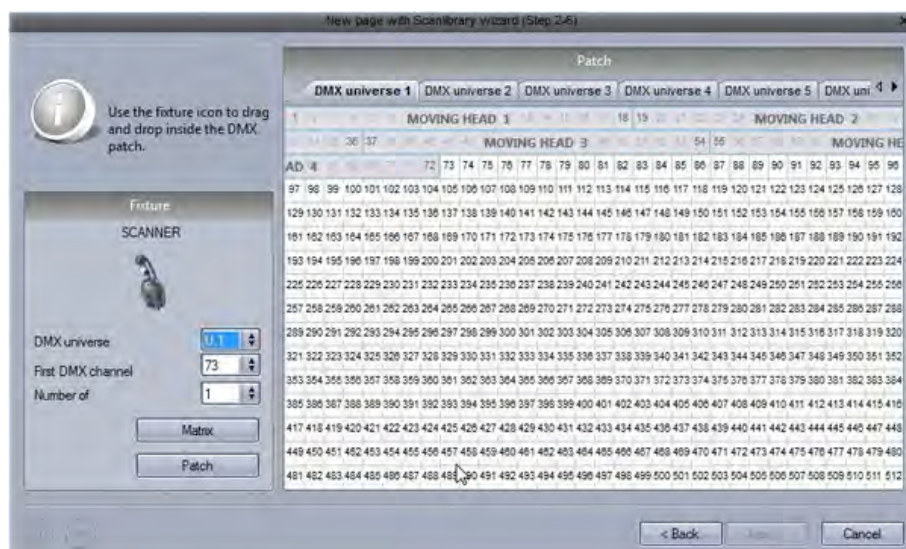 New page with Scanlibrary wizard (Step 2-6)
Use the fixture icon to drag
and drop inside the DMX
patch.
Fixture
SCANNER
DMX universe U.1
First DMX channel 73
Number of 1
Matrix
Patch
Patch
DMX universe 1 DMX universe 2 DMX universe 3 DMX universe 4 DMX universe 5 DMX uni
1 MOVING HEAD 1 18 19 MOVING HEAD 2
36 37 MOVING HEAD 3 54 55 MOVING HE
AD 4 72 73 74 75 76 77 78 79 80 81 82 83 84 85 86 87 88 89 90 91 92 93 94 95 96
97 98 99 100 101 102 103 104 105 106 107 108 109 110 111 112 113 114 115 116 117 118 119 120 121 122 123 124 125 126 127 128
129 130 131 132 133 134 135 136 137 138 139 140 141 142 143 144 145 146 147 148 149 150 151 152 153 154 155 156 157 158 159 160
161 162 163 164 165 166 167 168 169 170 171 172 173 174 175 176 177 178 179 180 181 182 183 184 185 186 187 188 189 190 191 192
193 194 195 196 197 198 199 200 201 202 203 204 205 206 207 208 209 210 211 212 213 214 215 216 217 218 219 220 221 222 223 224
225 226 227 228 229 230 231 232 233 234 235 236 237 238 239 240 241 242 243 244 245 246 247 248 249 250 251 252 253 254 255 256
257 258 259 260 261 262 263 264 265 266 267 268 269 270 271 272 273 274 275 276 277 278 279 280 281 282 283 284 285 286 287 288
289 290 291 292 293 294 295 296 297 298 299 300 301 302 303 304 305 306 307 308 309 310 311 312 313 314 315 316 317 318 319 320
321 322 323 324 325 326 327 328 329 330 331 332 333 334 335 336 337 338 339 340 341 342 343 344 345 346 347 348 349 350 351 352
353 354 355 356 357 358 359 360 361 362 363 364 365 366 367 368 369 370 371 372 373 374 375 376 377 378 379 380 381 382 383 384
385 386 387 388 389 390 391 392 393 394 395 396 397 398 399 400 401 402 403 404 405 406 407 408 409 410 411 412 413 414 415 416
417 418 419 420 421 422 423 424 425 426 427 428 429 430 431 432 433 434 435 436 437 438 439 440 441 442 443 444 445 446 447 448
449 450 451 452 453 454 455 456 457 458 459 460 461 462 463 464 465 466 467 468 469 470 471 472 473 474 475 476 477 478 479 480
481 482 483 484 485 486 487 488 489 490 491 492 493 494 495 496 497 498 499 500 501 502 503 504 505 506 507 508 509 510 511 512
< Back
Cancel